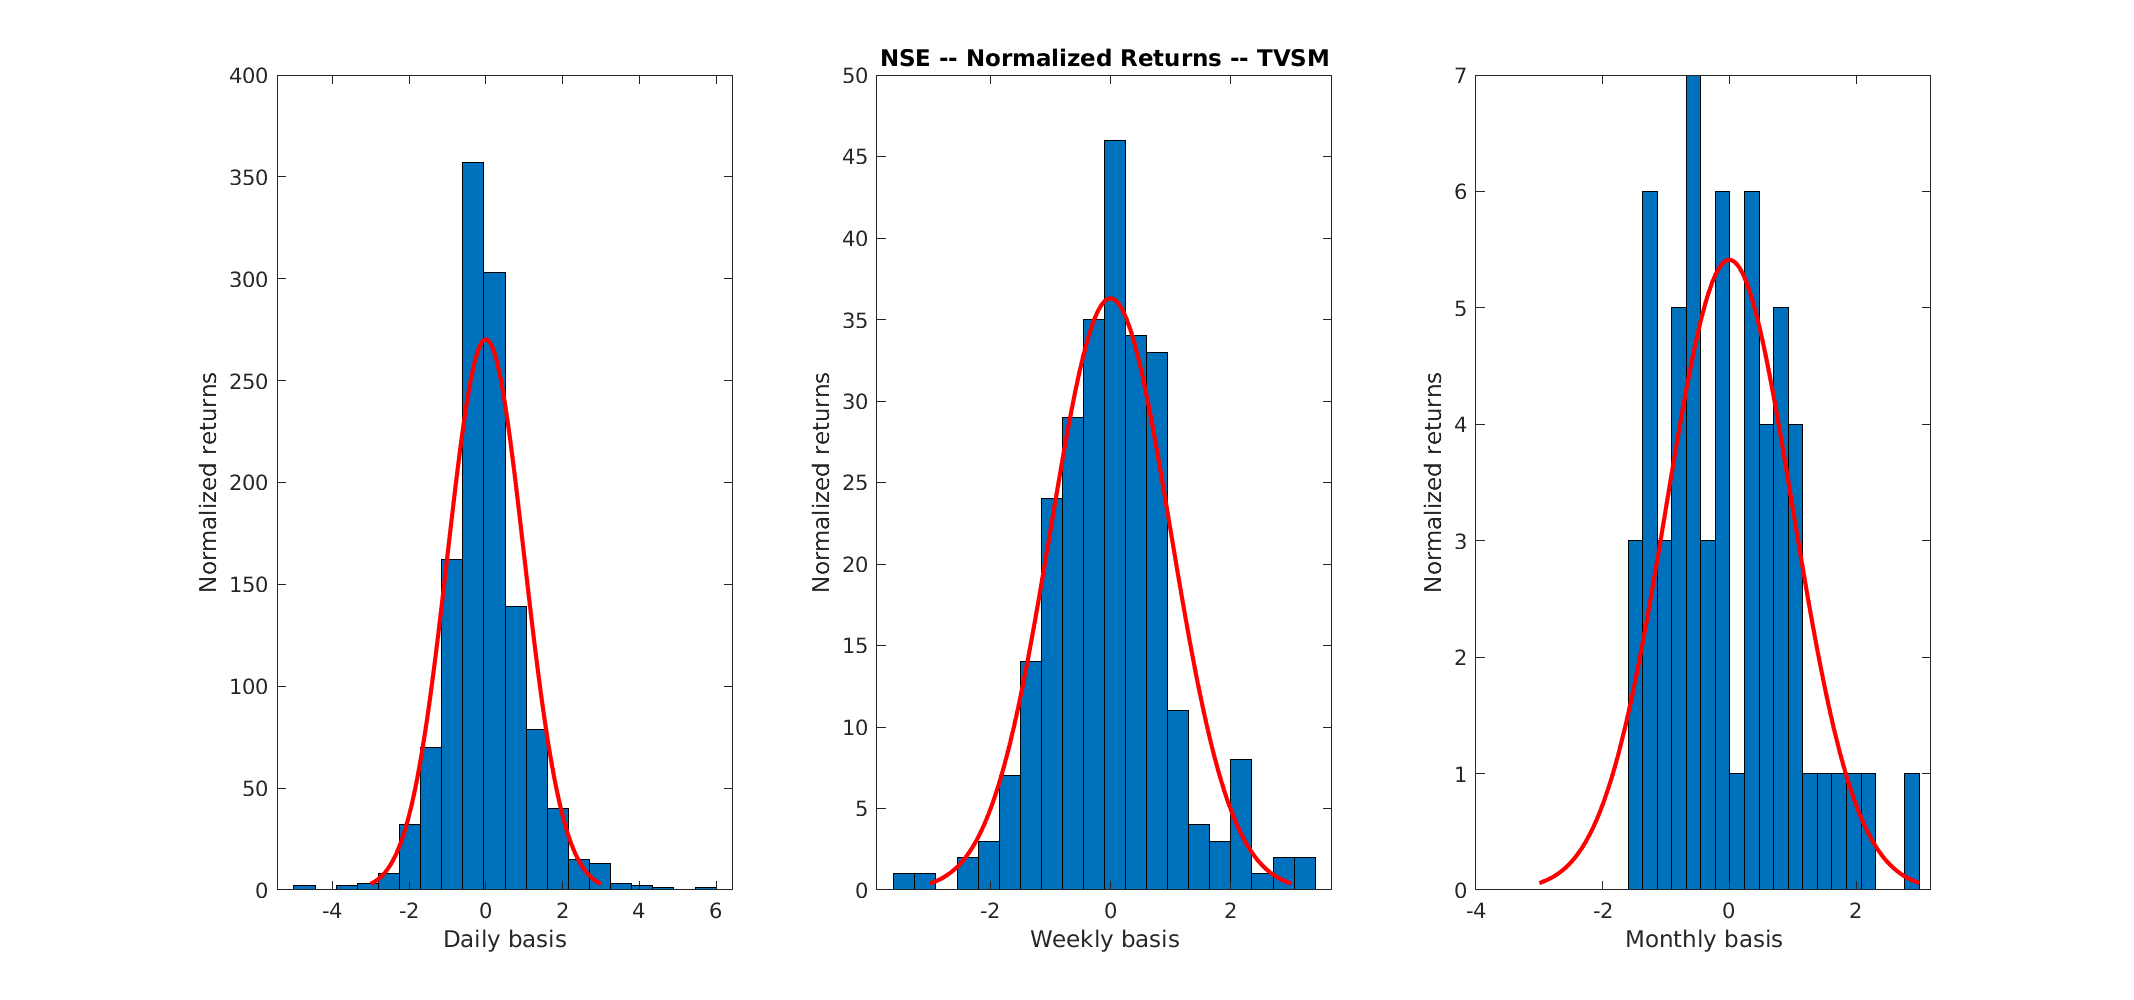 NSE -- Normalized Returns -- TVSM
400
350
300
250
200
150
100
50
0
Normalized returns
-4 -2 0 2 4 6
Daily basis
50
45
40
35
30
25
20
15
10
5
0
Normalized returns
-2 0 2
Weekly basis
7
6
5
4
3
2
1
0
Normalized returns
-4 -2 0 2
Monthly basis